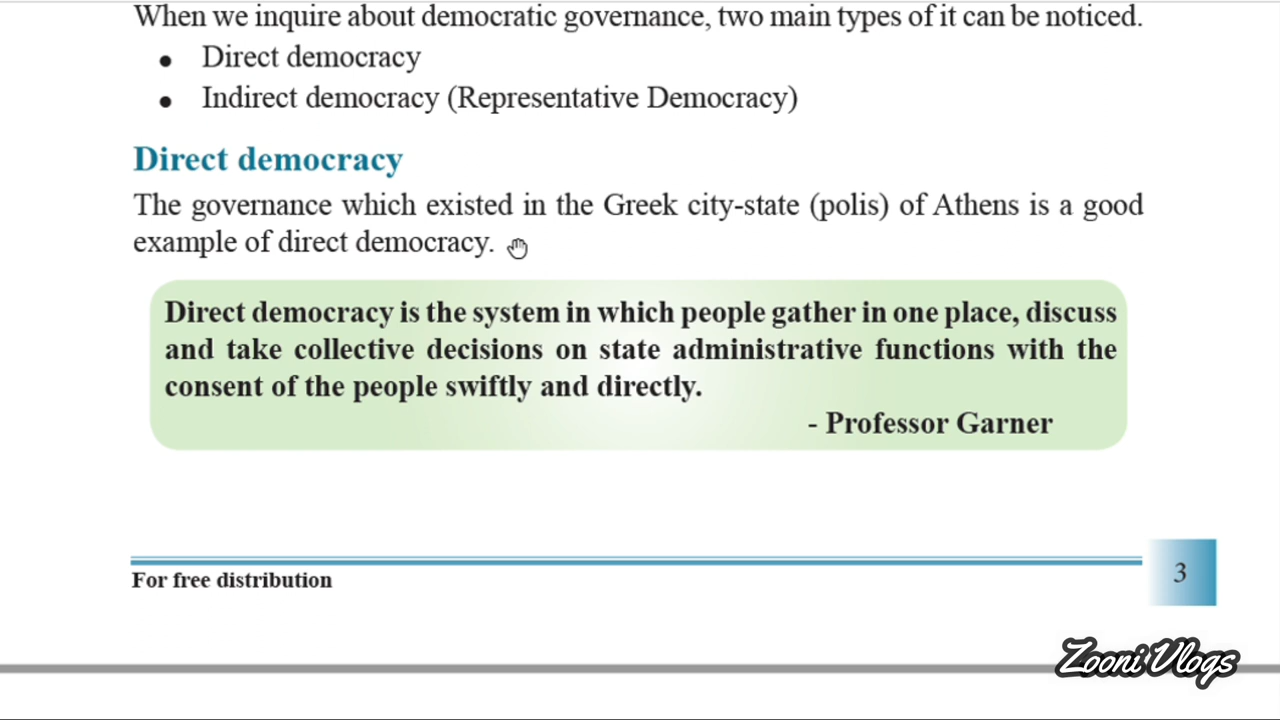 When we inquire about democratic governance, two main types of it can be noticed.
• Direct democracy
• Indirect democracy (Representative Democracy)
Direct democracy
The governance which existed in the Greek city-state (polis) of Athens is a good
example of direct democracy.
Direct democracy is the system in which people gather in one place, discuss
and take collective decisions on state administrative functions with the
consent of the people swiftly and directly.
- Professor Garner
For free distribution
3
Zooni Vlogs